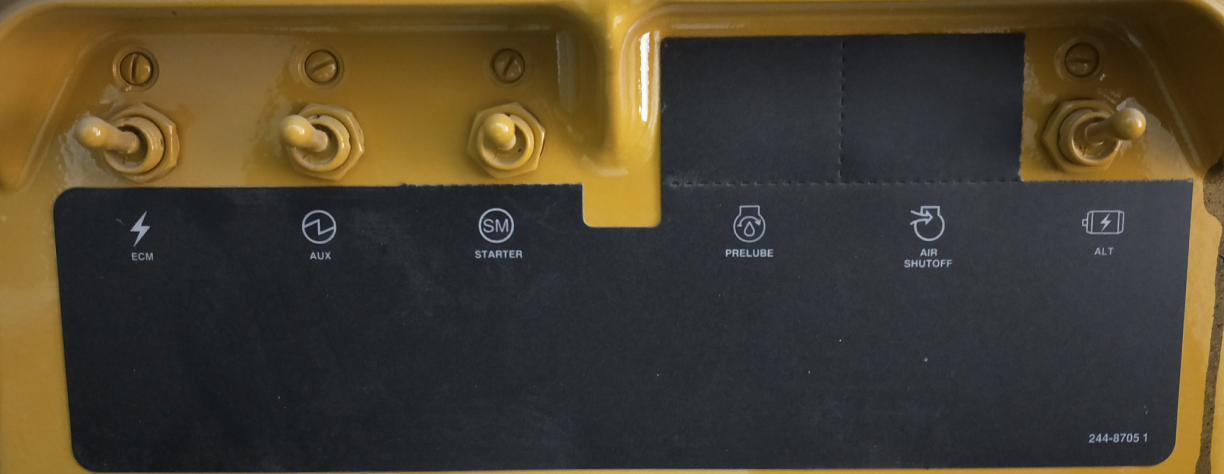 SM
ECM
AUX
STARTER
PRELUBE
AIR
SHUTOFF
ALT
244-8705 1